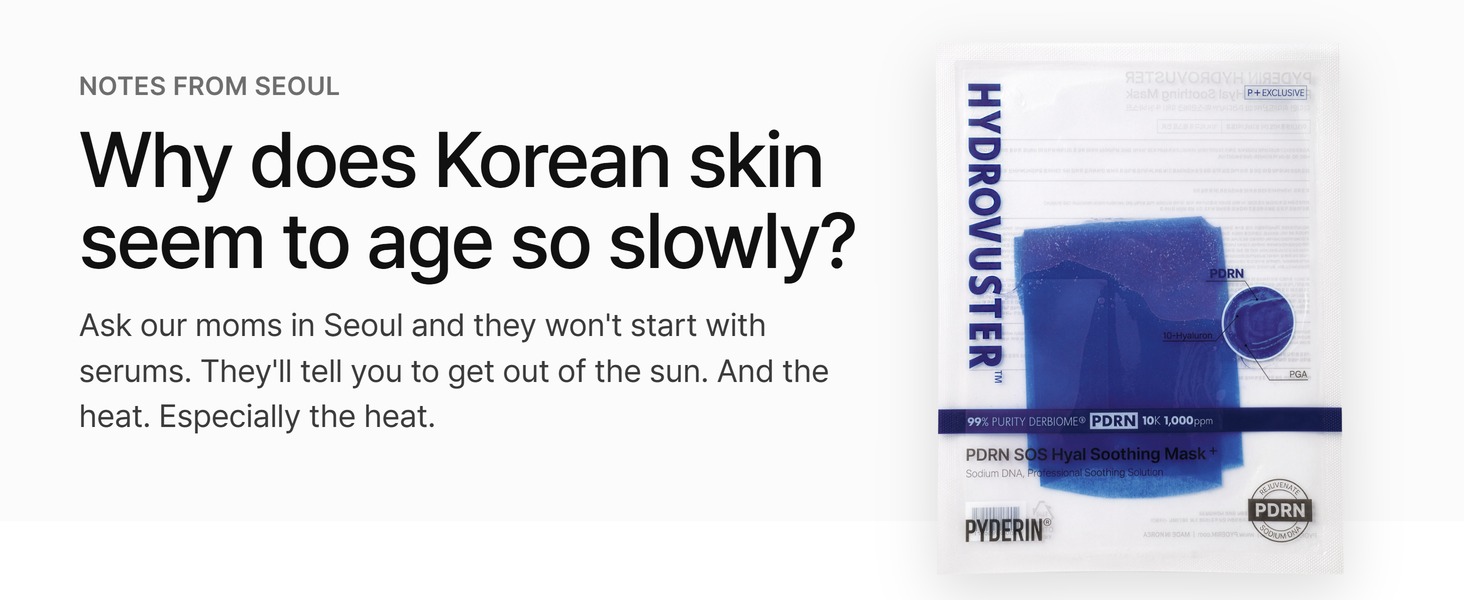 NOTES FROM SEOUL
Why does Korean skin
seem to age so slowly?
Ask our moms in Seoul and they won't start with
serums. They'll tell you to get out of the sun. And the
heat. Especially the heat.
HYDROVUSTER™
P+EXCLUSIVE
PDRN
10-Hyaluron
PGA
99% PURITY DERBIOME® PDRN 10K 1,000ppm
PDRN SOS Hyal Soothing Mask+
Sodium DNA, Professional Soothing Solution
PYDERIN®
REJUVENATE
PDRN
SODIUM DNA